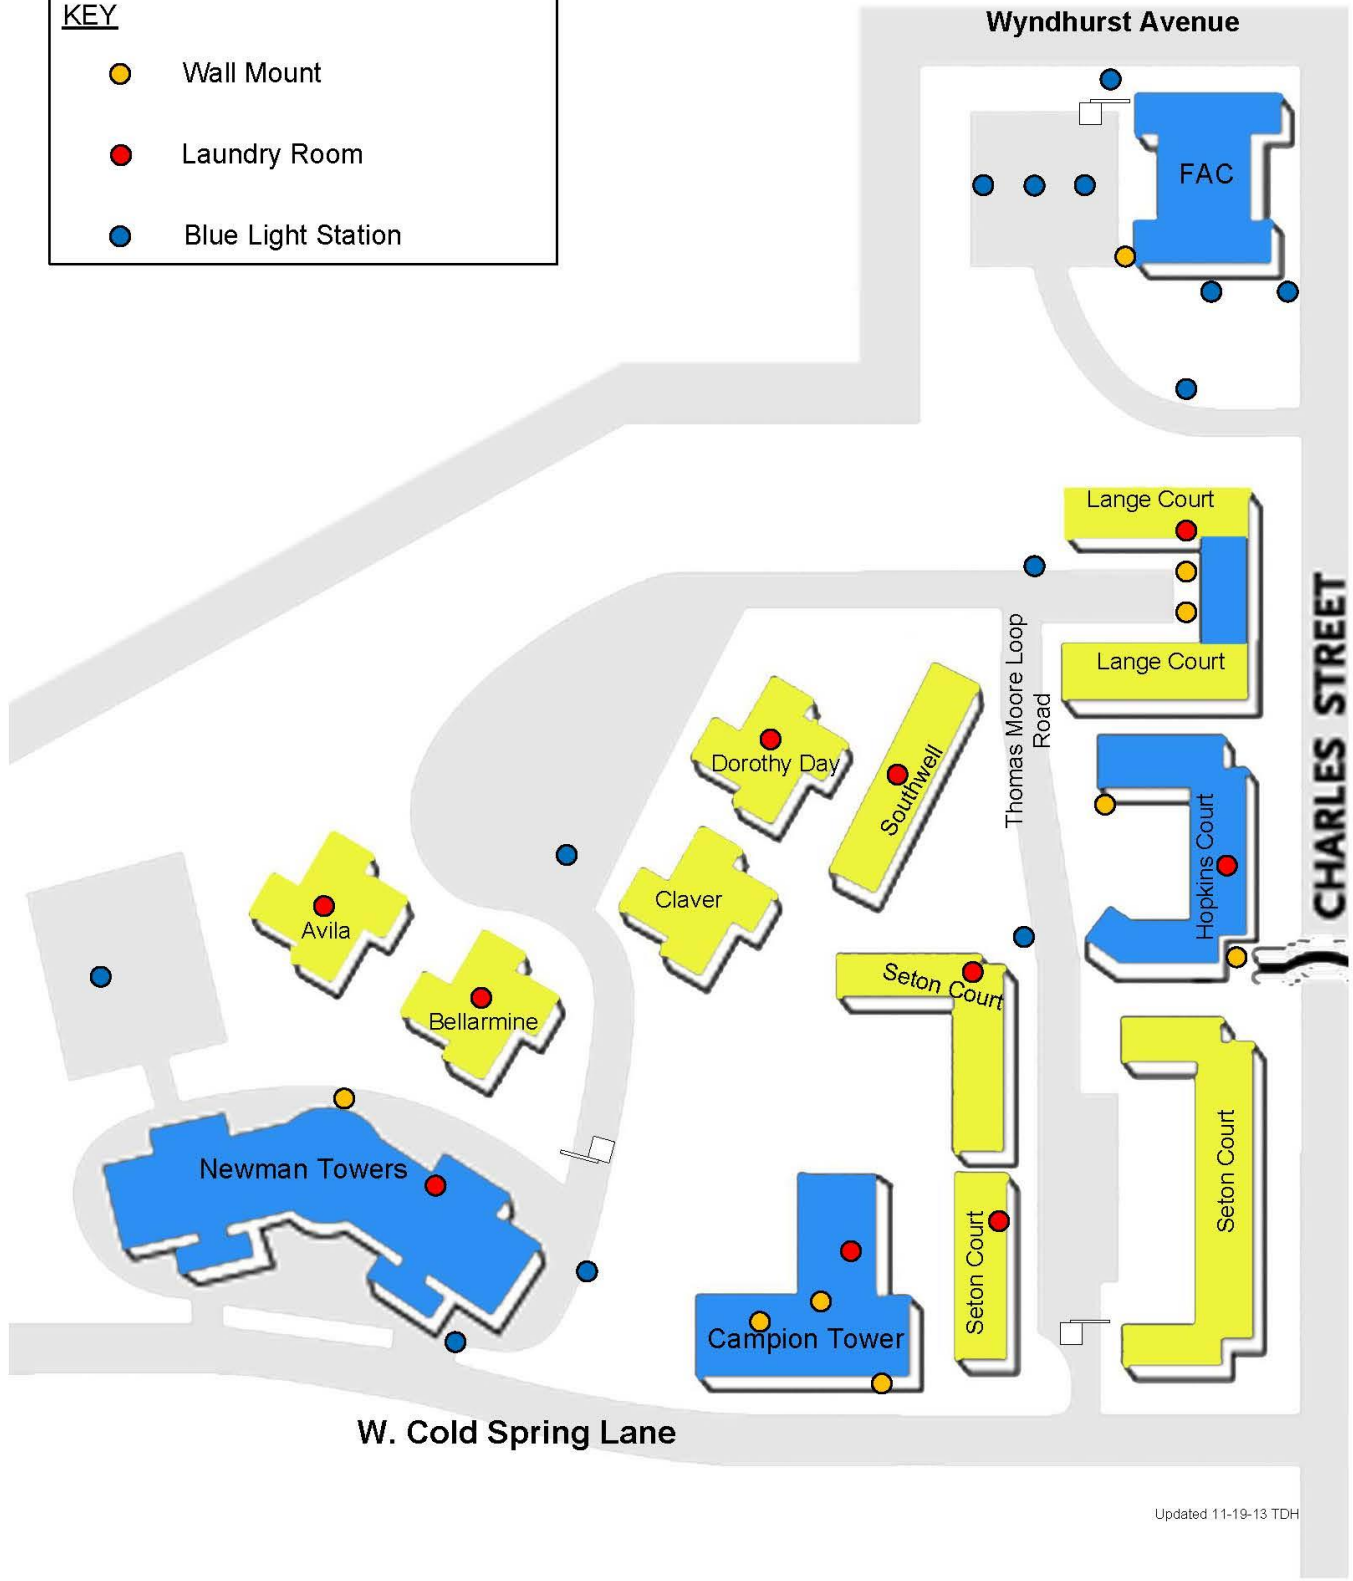 KEY
Wall Mount
Laundry Room
Blue Light Station
Wyndhurst Avenue
FAC
Lange Court
Lange Court
Thomas Moore Loop
Road
CHARLES STREET
Dorothy Day
Southwell
Hopkins Court
Claver
Avila
Bellarmine
Seton Court
Newman Towers
Seton Court
Seton Court
Campion Tower
W. Cold Spring Lane
Updated 11-19-13 TDH